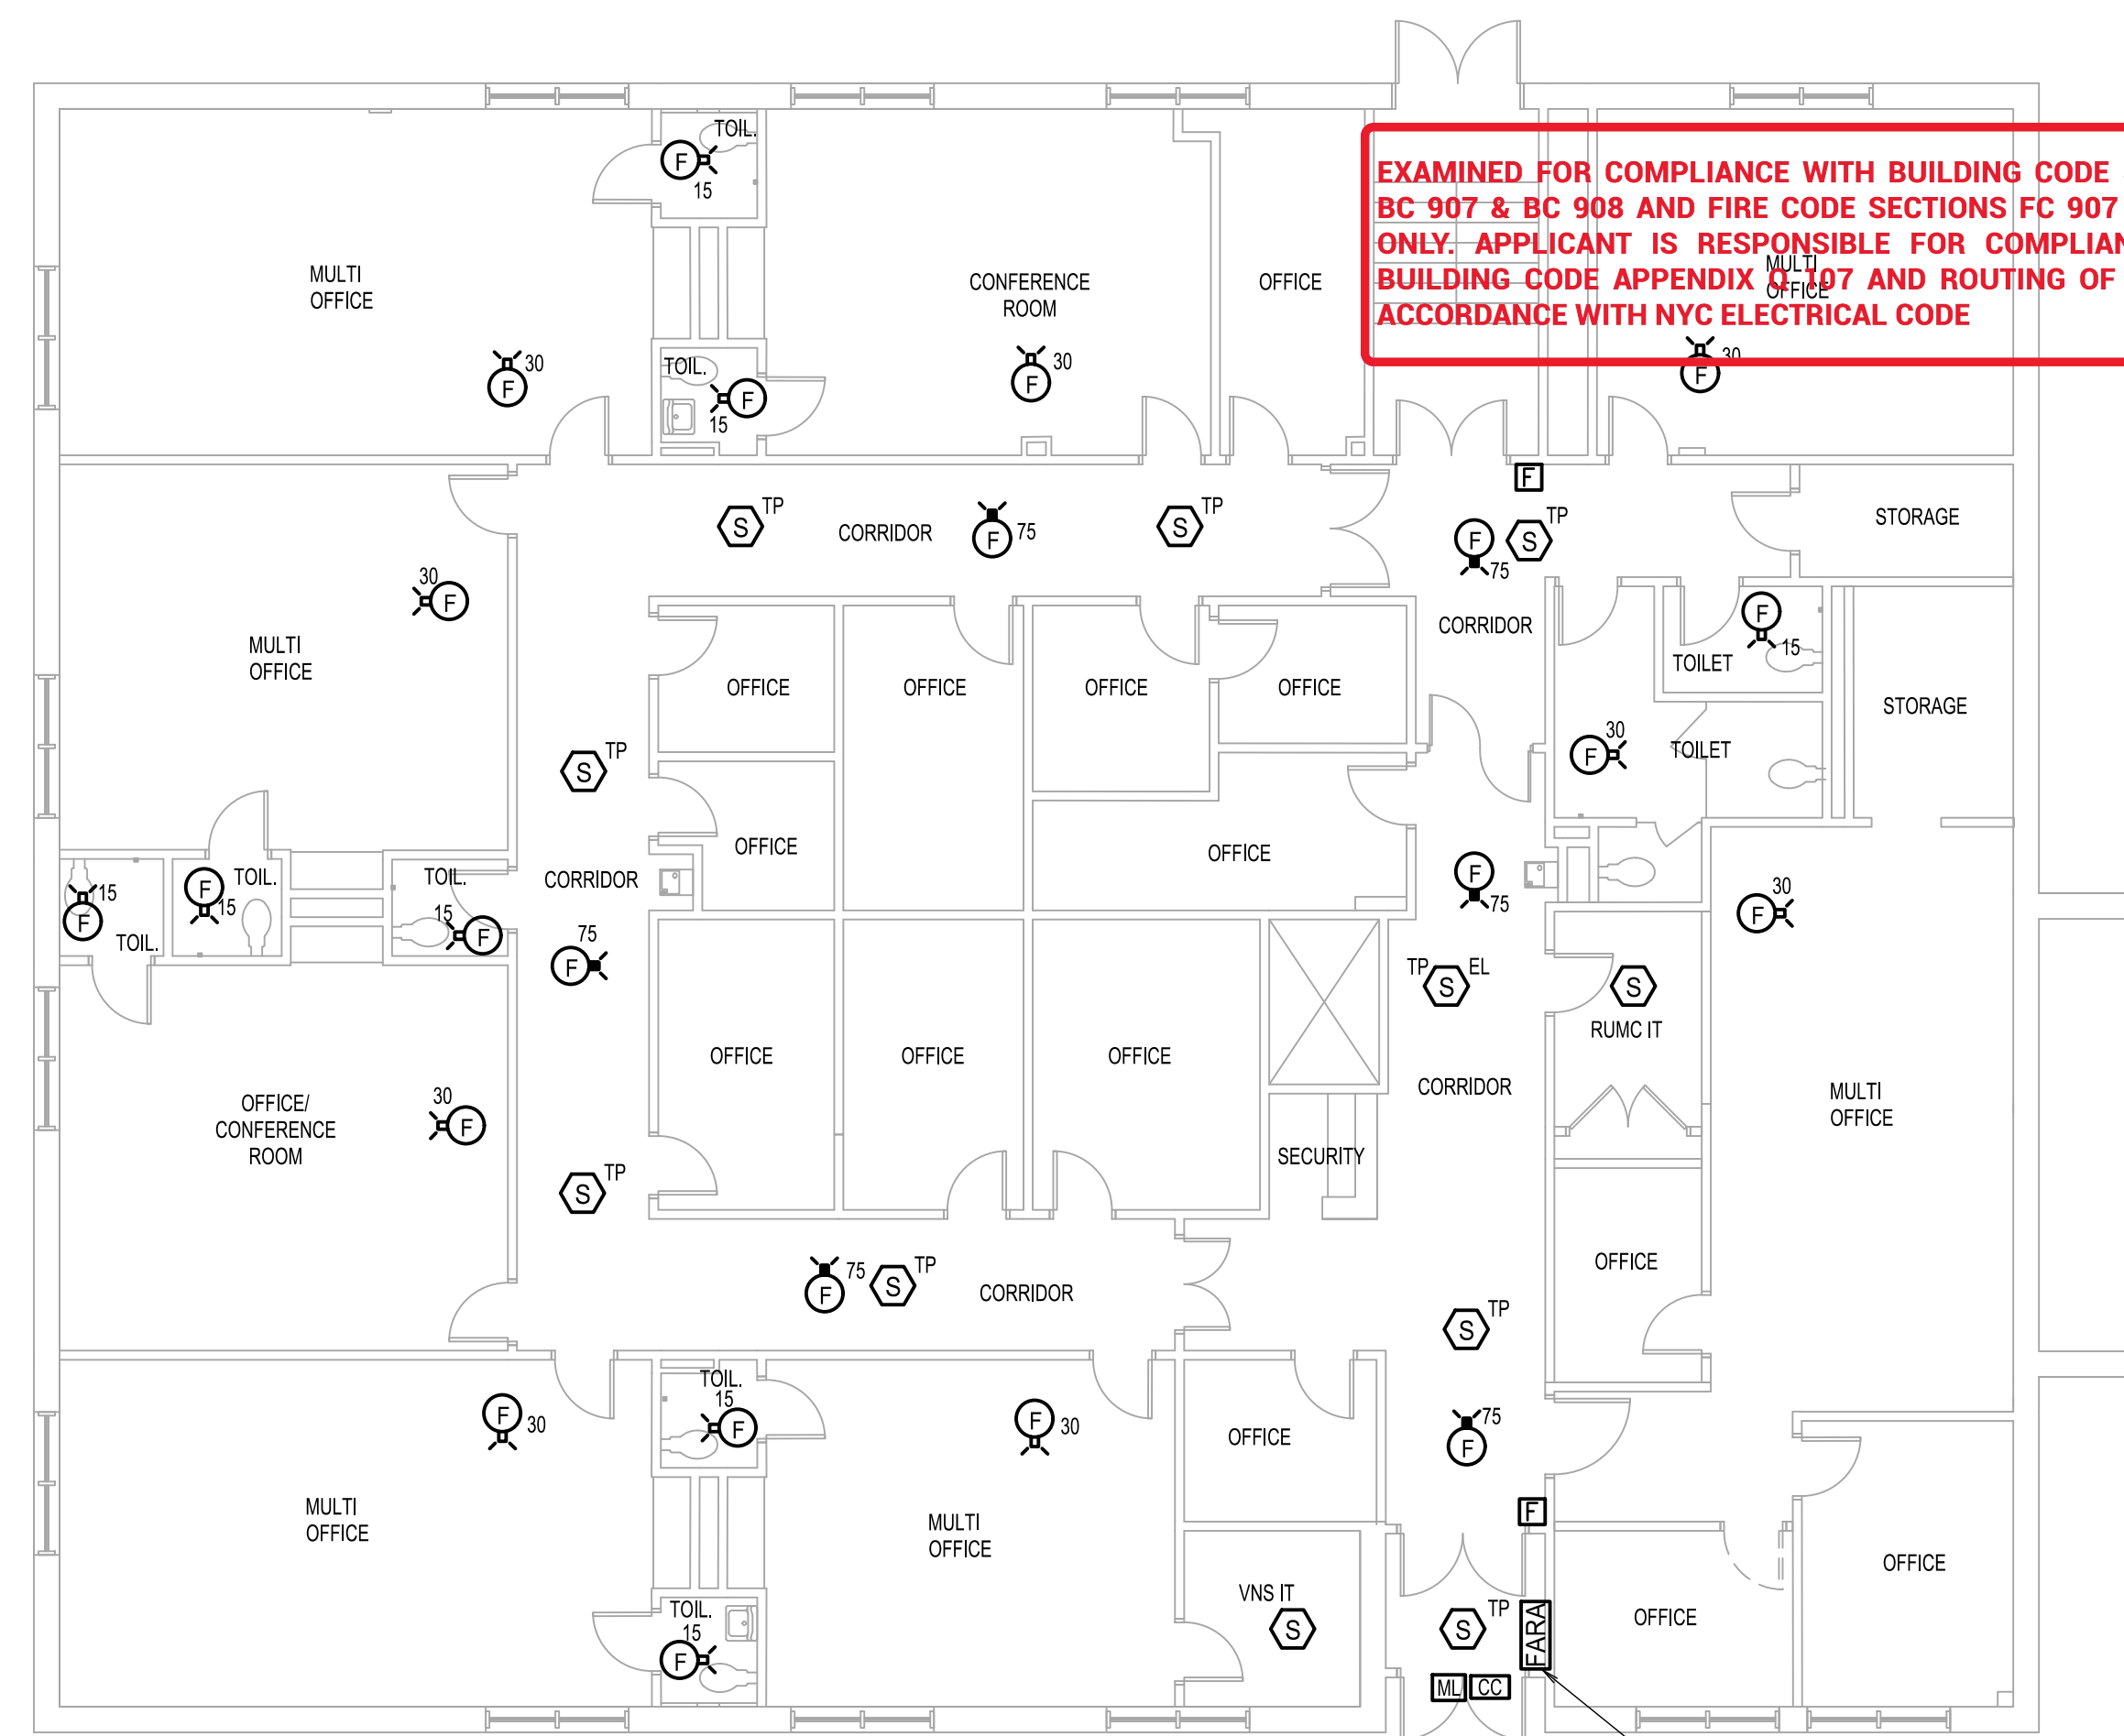 TOIL.
F
15
EXAMINED FOR COMPLIANCE WITH BUILDING CODE
BC 907 & BC 908 AND FIRE CODE SECTIONS FC 907
ONLY. APPLICANT IS RESPONSIBLE FOR
BUILDING CODE APPENDIX Q 107 AND ROUTING OF
ACCORDANCE WITH NYC ELECTRICAL CODE
MULTI
OFFICE
CONFERENCE
ROOM
OFFICE
MULTI
OFFICE
F 30
TOIL.
F
15
F 30
F 30
F
S TP
CORRIDOR
F 75
S TP
F 75
S TP
STORAGE
30
F
MULTI
OFFICE
CORRIDOR
F 15
TOILET
OFFICE
OFFICE
OFFICE
OFFICE
STORAGE
30
F
TOILET
S TP
OFFICE
OFFICE
F 75
30
F
15
F
TOIL.
F 15
TOIL.
TOIL.
15
F
CORRIDOR
75
F
TP S EL
S
RUMC IT
OFFICE
OFFICE
OFFICE
CORRIDOR
MULTI
OFFICE
OFFICE/
CONFERENCE
ROOM
30
F
SECURITY
S TP
F 75
S TP
CORRIDOR
OFFICE
S TP
F 30
TOIL.
15
F
F 30
OFFICE
75
F
MULTI
OFFICE
MULTI
OFFICE
F
OFFICE
VNS IT
S
TOIL.
15
F
S TP
FARA
OFFICE
ML CC